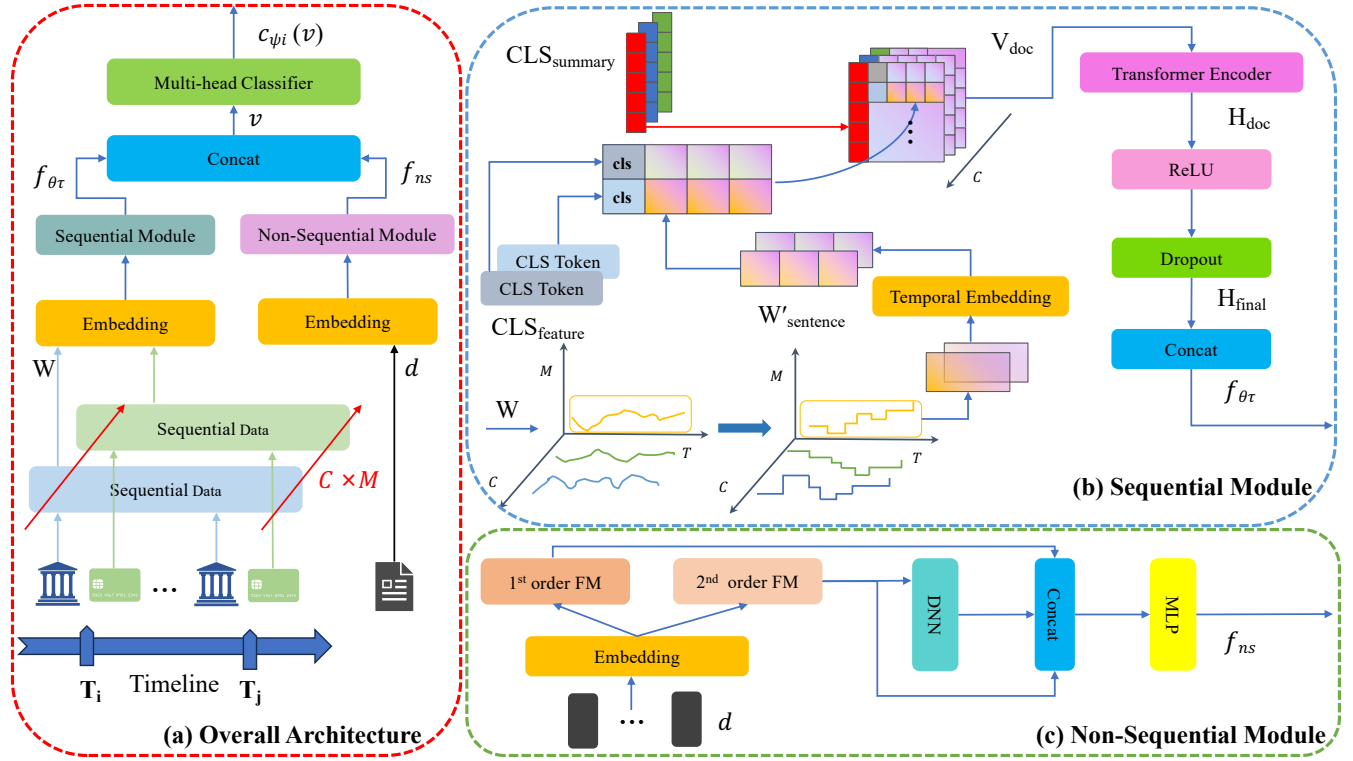 c_ψi (v)
Multi-head Classifier
v
Concat
f_θτ
f_ns
Sequential Module
Non-Sequential Module
Embedding
Embedding
W
d
Sequential Data
Sequential Data
C × M
...
T_i
Timeline
T_j
(a) Overall Architecture
CLS_summary
V_doc
C
cls
cls
CLS Token
CLS Token
CLS_feature
W'_sentence
Temporal Embedding
W
M
T
C
M
T
C
Transformer Encoder
H_doc
ReLU
Dropout
H_final
Concat
f_θτ
(b) Sequential Module
1st order FM
2nd order FM
Embedding
...
d
DNN
Concat
MLP
f_ns
(c) Non-Sequential Module